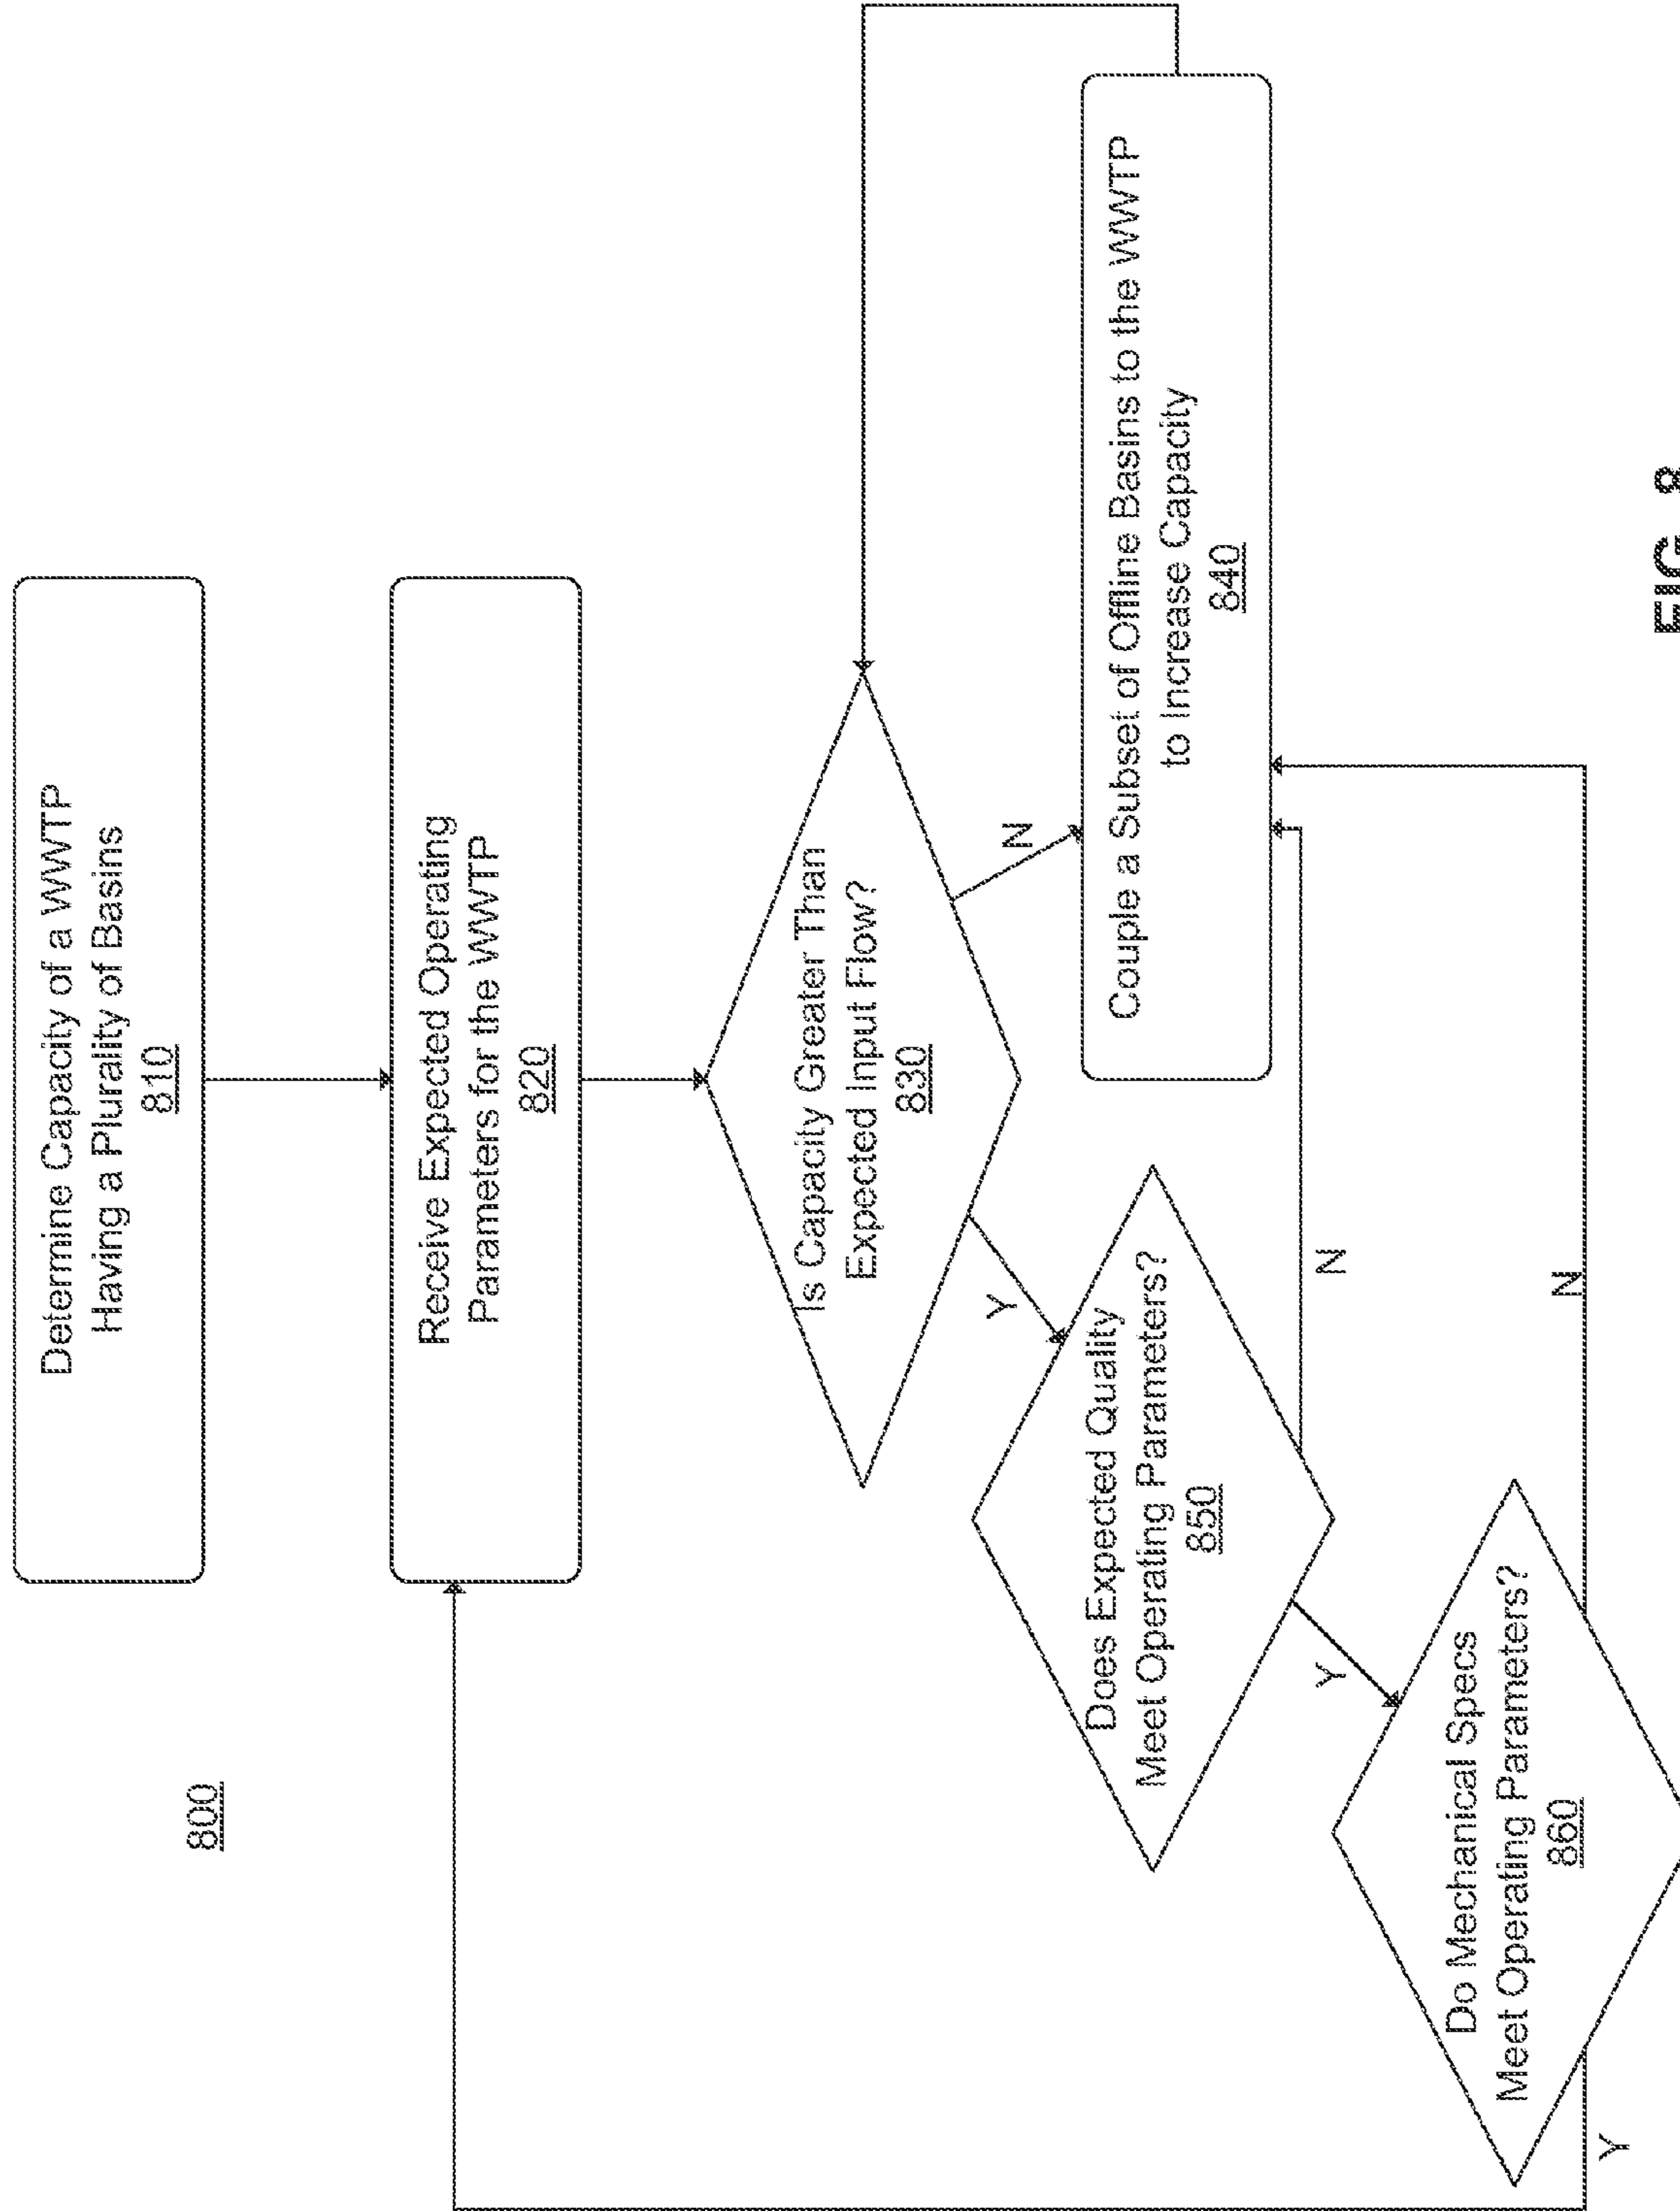 800
Determine Capacity of a WWTP
Having a Plurality of Basins
810
Receive Expected Operating
Parameters for the WWTP
820
Is Capacity Greater Than
Expected Input Flow?
830
Y
N
Does Expected Quality
Meet Operating Parameters?
850
N
Couple a Subset of Offline Basins to the WWTP
to Increase Capacity
840
Y
Do Mechanical Specs
Meet Operating Parameters?
860
N
Y
FIG. 8